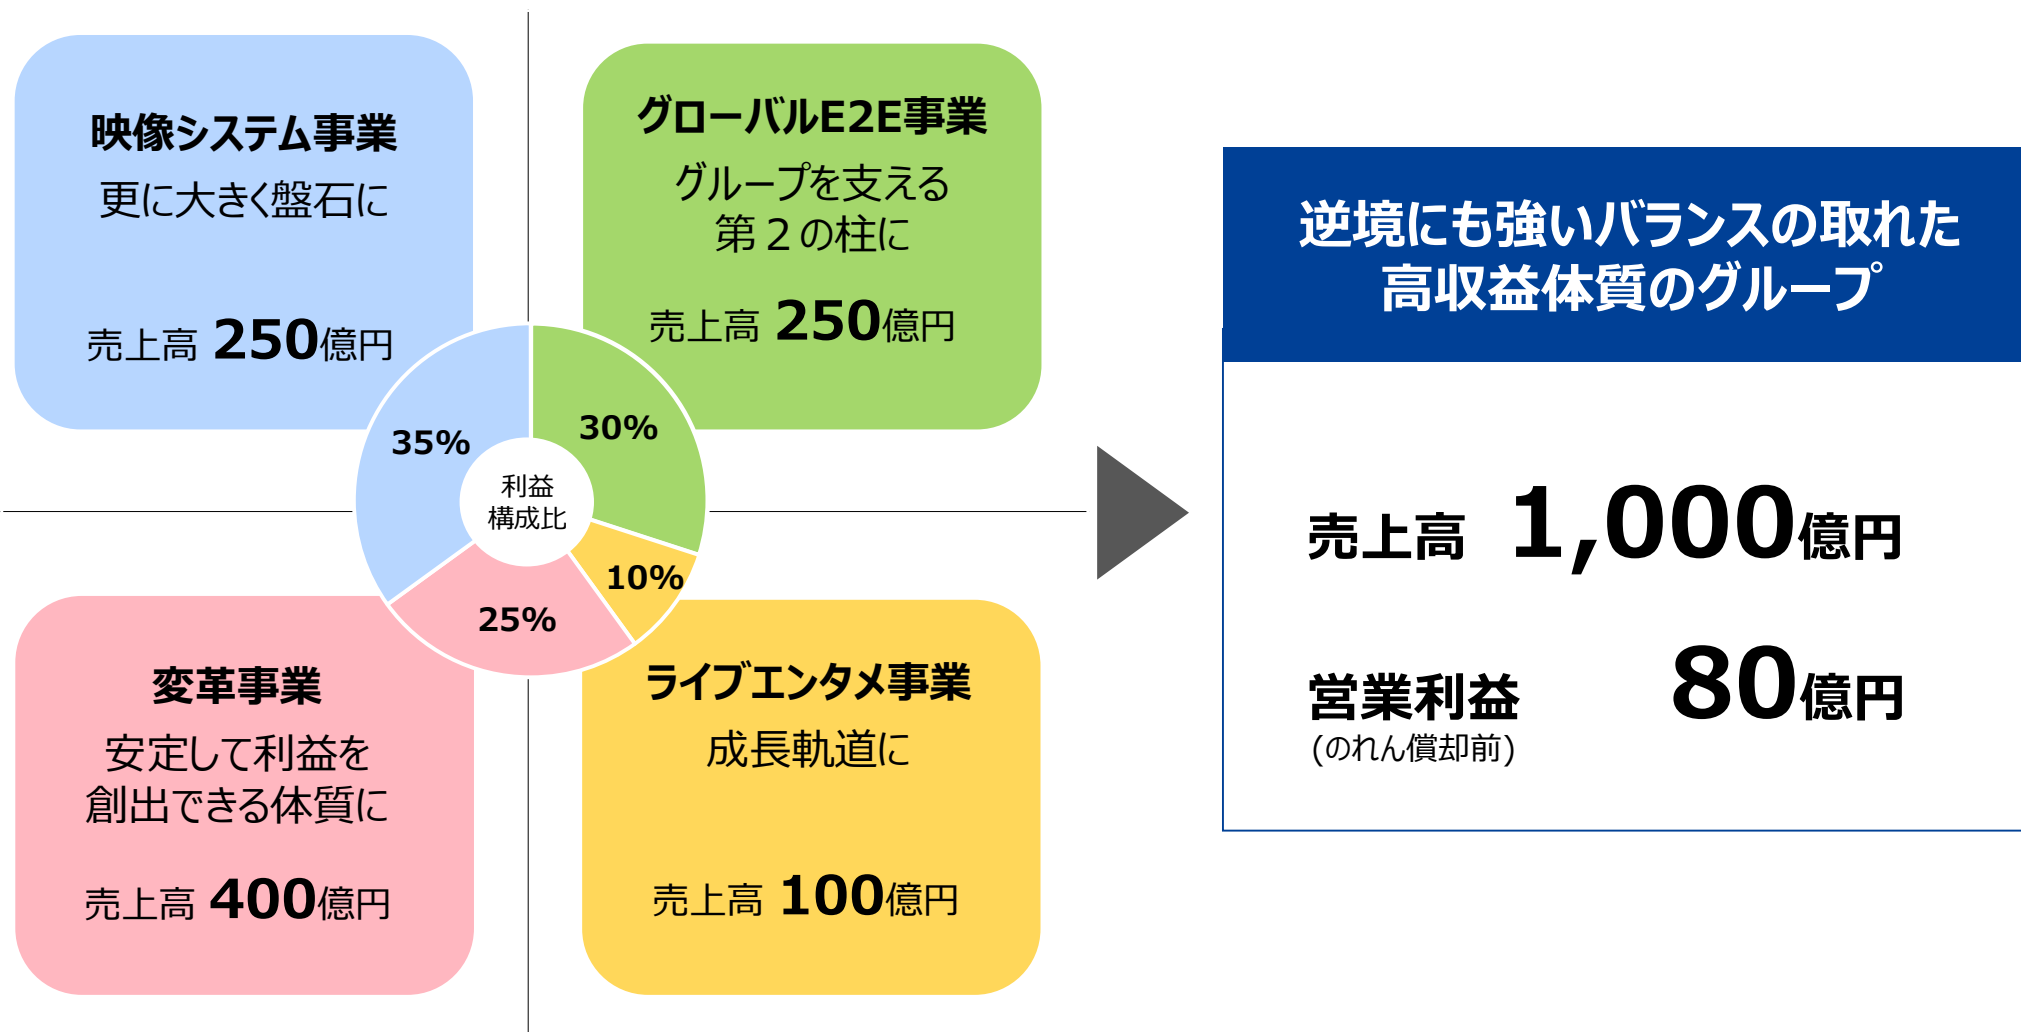 映像システム事業
更に大きく盤石に
売上高 250億円
グローバルE2E事業
グループを支える
第２の柱に
売上高 250億円
35%
30%
利益
構成比
10%
25%
変革事業
安定して利益を
創出できる体質に
売上高 400億円
ライブエンタメ事業
成長軌道に
売上高 100億円
逆境にも強いバランスの取れた
高収益体質のグループ
売上高 1,000億円
営業利益 80億円
(のれん償却前)